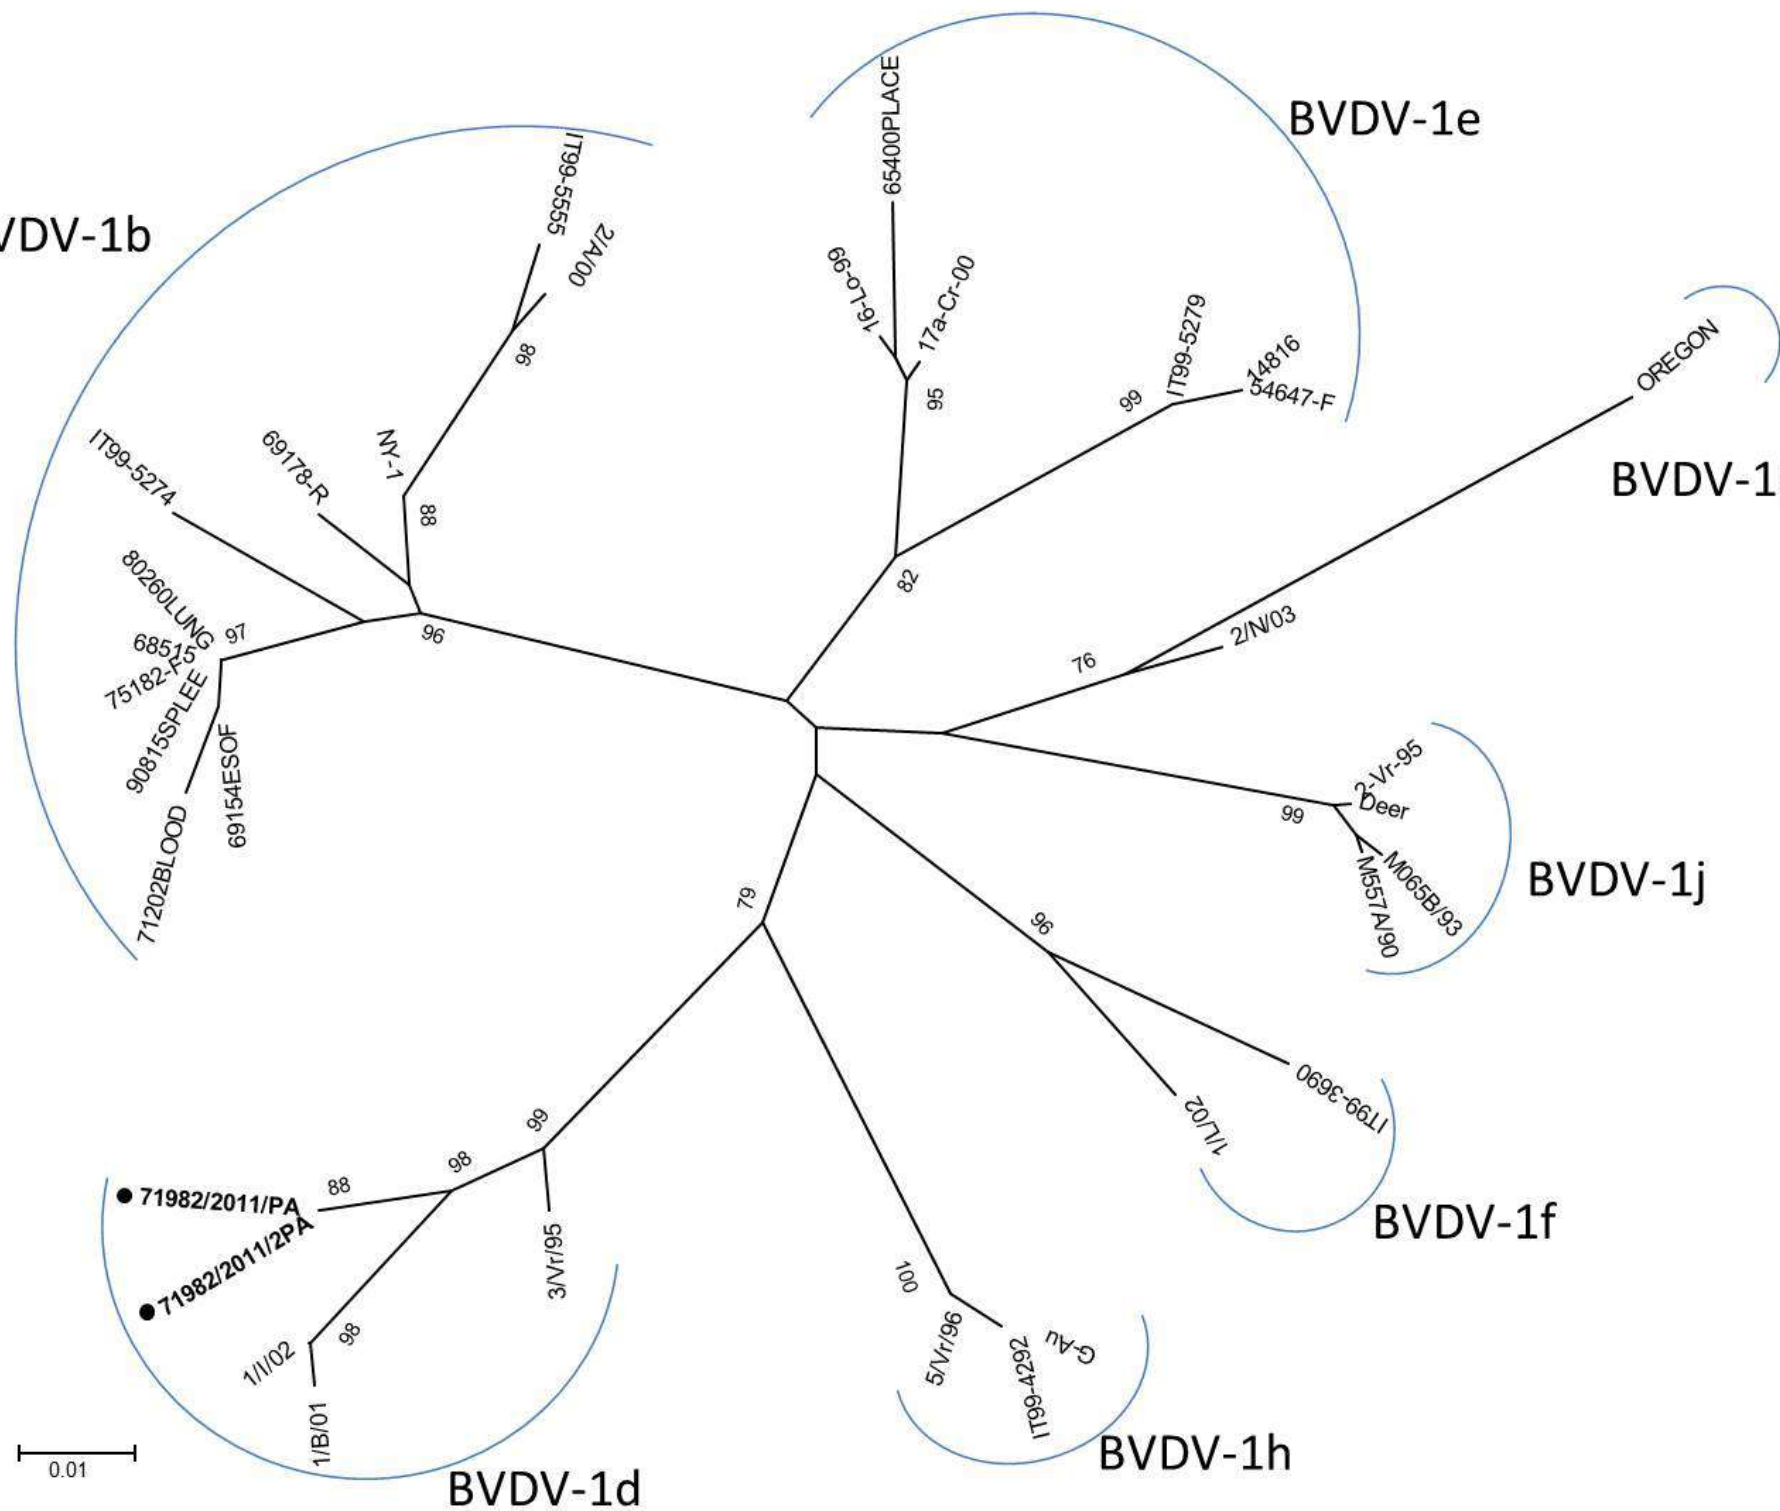 BVDV-1e
65400PLACE
IT99-5555
VDV-1b
2/A/00
16-Lo-99
17a-Cr-00
IT99-5279
14816
54647-F
OREGON
98
95
99
NY-1
69178-R
IT99-5274
BVDV-1
88
80260LUNG
82
97
96
68515
75182-F
2/N/03
76
90815SPLEE
69154ESOF
71202BLOOD
2-Vr-95
Deer
99
M065B/93
M557A/90
BVDV-1j
79
96
IT99-3690
1/L/02
99
98
88
71982/2011/PA
71982/2011/2PA
BVDV-1f
3/Vr/95
100
98
1/I/02
5/Vr/96
G-Au
IT99-4292
1/B/01
BVDV-1h
0.01
BVDV-1d